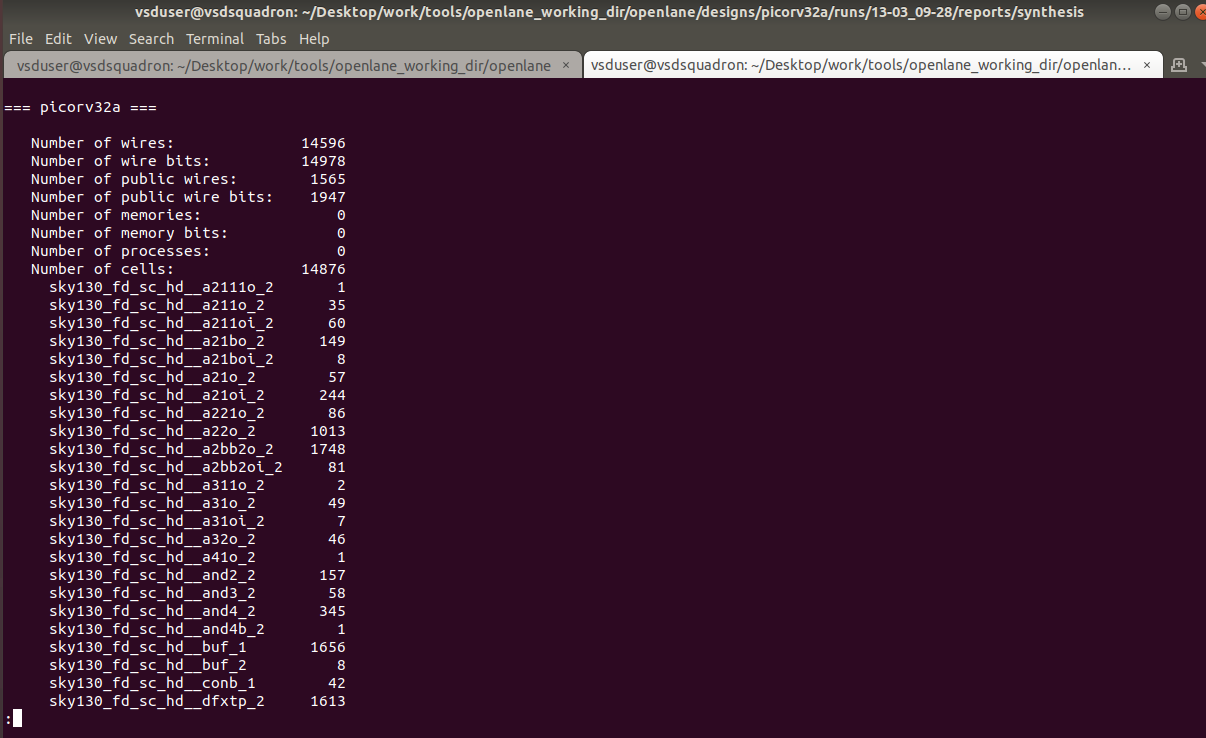 vsduser@vsdsquadron: ~/Desktop/work/tools/openlane_working_dir/openlane/designs/picorv32a/runs/13-03_09-28/reports/synthesis
File Edit View Search Terminal Tabs Help
vsduser@vsdsquadron: ~/Desktop/work/tools/openlane_working_dir/openlane × vsduser@vsdsquadron: ~/Desktop/work/tools/openlane_working_dir/openlan... ×
=== picorv32a ===
Number of wires: 14596
Number of wire bits: 14978
Number of public wires: 1565
Number of public wire bits: 1947
Number of memories: 0
Number of memory bits: 0
Number of processes: 0
Number of cells: 14876
sky130_fd_sc_hd__a2111o_2 1
sky130_fd_sc_hd__a211o_2 35
sky130_fd_sc_hd__a211oi_2 60
sky130_fd_sc_hd__a21bo_2 149
sky130_fd_sc_hd__a21boi_2 8
sky130_fd_sc_hd__a21o_2 57
sky130_fd_sc_hd__a21oi_2 244
sky130_fd_sc_hd__a221o_2 86
sky130_fd_sc_hd__a22o_2 1013
sky130_fd_sc_hd__a2bb2o_2 1748
sky130_fd_sc_hd__a2bb2oi_2 81
sky130_fd_sc_hd__a311o_2 2
sky130_fd_sc_hd__a31o_2 49
sky130_fd_sc_hd__a31oi_2 7
sky130_fd_sc_hd__a32o_2 46
sky130_fd_sc_hd__a41o_2 1
sky130_fd_sc_hd__and2_2 157
sky130_fd_sc_hd__and3_2 58
sky130_fd_sc_hd__and4_2 345
sky130_fd_sc_hd__and4b_2 1
sky130_fd_sc_hd__buf_1 1656
sky130_fd_sc_hd__buf_2 8
sky130_fd_sc_hd__conb_1 42
sky130_fd_sc_hd__dfxtp_2 1613
: